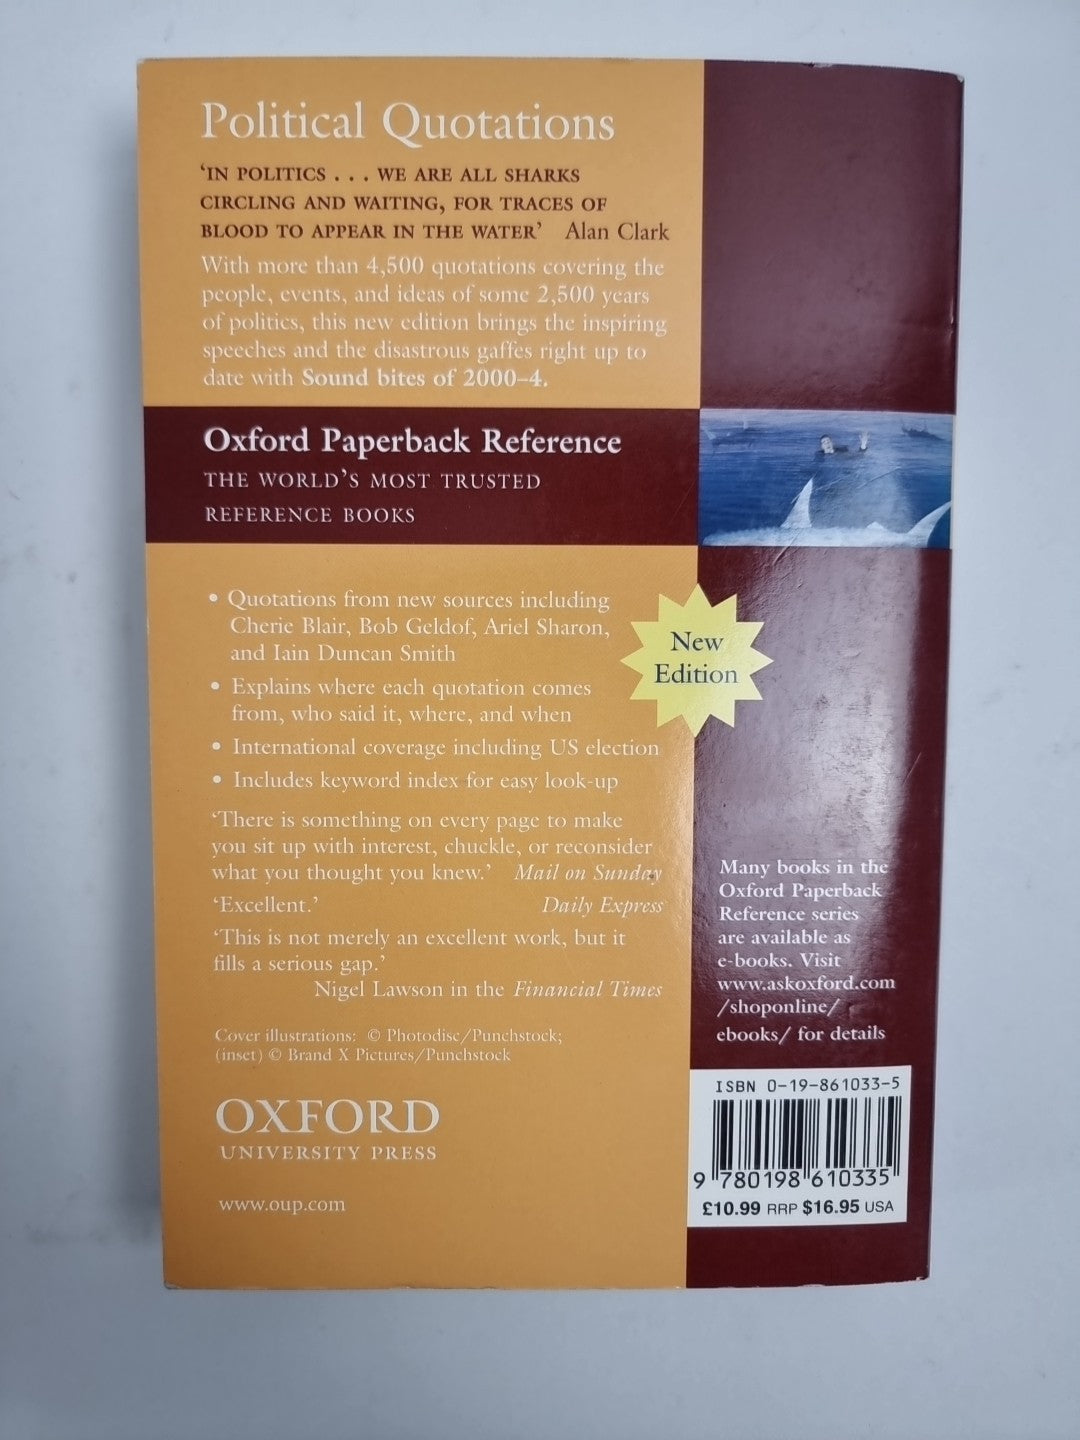 Political Quotations
‘IN POLITICS . . . WE ARE ALL SHARKS
CIRCLING AND WAITING, FOR TRACES OF
BLOOD TO APPEAR IN THE WATER’ Alan Clark
With more than 4,500 quotations covering the
people, events, and ideas of some 2,500 years
of politics, this new edition brings the inspiring
speeches and the disastrous gaffes right up to
date with Sound bites of 2000–4.
Oxford Paperback Reference
THE WORLD’S MOST TRUSTED
REFERENCE BOOKS
• Quotations from new sources including
Cherie Blair, Bob Geldof, Ariel Sharon,
and Iain Duncan Smith
• Explains where each quotation comes
from, who said it, where, and when
• International coverage including US election
• Includes keyword index for easy look-up
New
Edition
‘There is something on every page to make
you sit up with interest, chuckle, or reconsider
what you thought you knew.’ Mail on Sunday
‘Excellent.’ Daily Express
‘This is not merely an excellent work, but it
fills a serious gap.’
Nigel Lawson in the Financial Times
Cover illustrations: © Photodisc/Punchstock;
(inset) © Brand X Pictures/Punchstock
OXFORD
UNIVERSITY PRESS
www.oup.com
Many books in the
Oxford Paperback
Reference series
are available as
e-books. Visit
www.askoxford.com
/shoponline/
ebooks/ for details
ISBN 0-19-861033-5
9 780198 610335
£10.99 RRP $16.95 USA